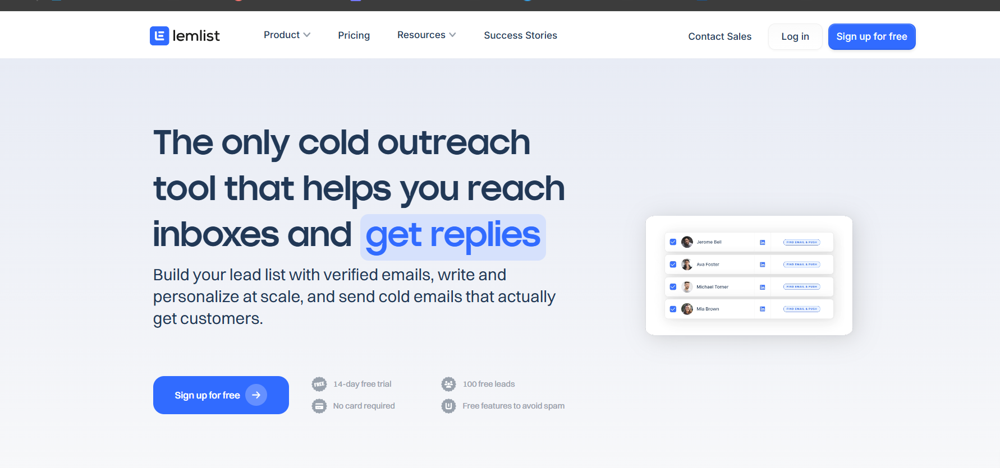 lemlist
Product
Pricing
Resources
Success Stories
Contact Sales
Log in
Sign up for free
The only cold outreach
tool that helps you reach
inboxes and get replies
Build your lead list with verified emails, write and
personalize at scale, and send cold emails that actually
get customers.
Sign up for free
FREE
14-day free trial
100 free leads
No card required
Free features to avoid spam
Jerome Bell
in
FIND EMAIL & PUSH
Ava Foster
in
FIND EMAIL & PUSH
Michael Torner
in
FIND EMAIL & PUSH
Mia Brown
in
FIND EMAIL & PUSH